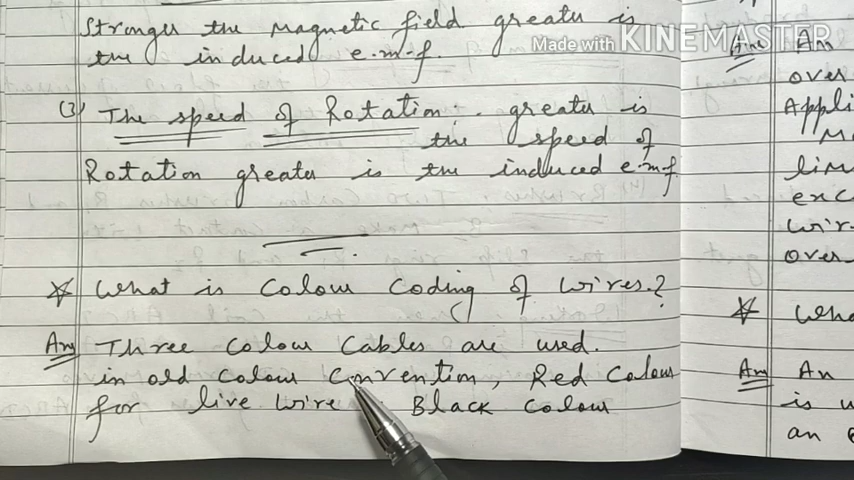 Stronger the Magnetic field greater is
the induced e.m.f.
Made with KINEMASTER
(3) The speed of Rotation:- greater is
the speed of
Rotation greater is the induced e.m.f
* What is Colour Coding of Wires?
Ans Three Colour Cables are used.
in old Colour Convention, Red Colour
for live wire. Black Colour
Ans An
over
Appli
lim
exc
wir
over
* Wha
Ans An
is u
an